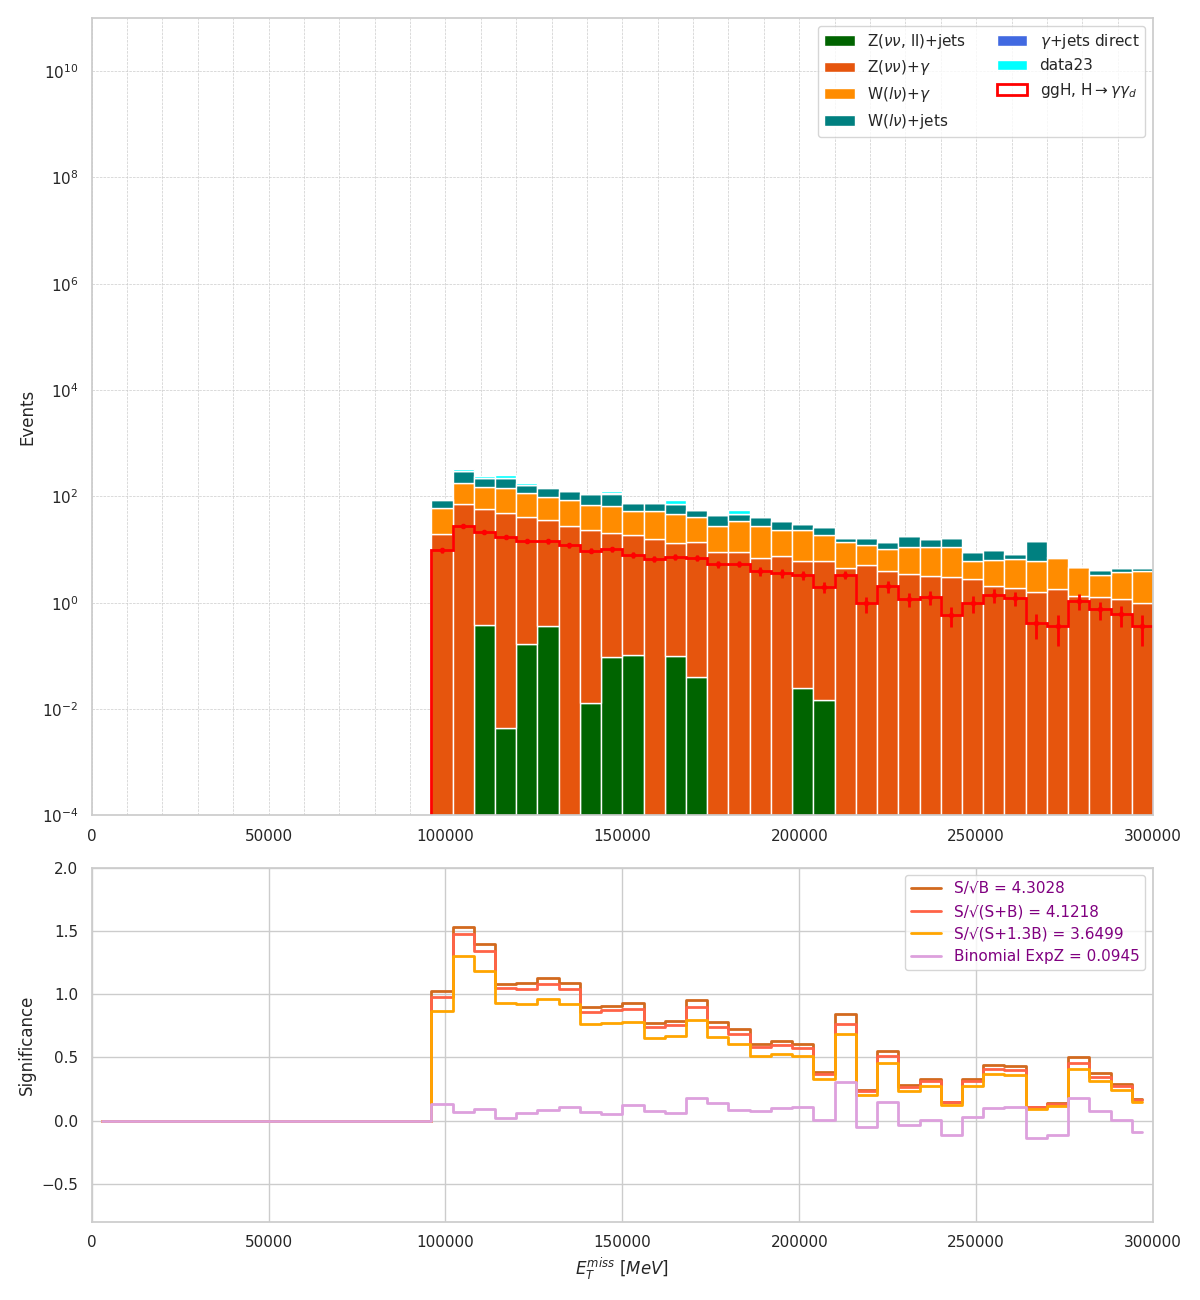 Z(νν, ll)+jets
Z(νν)+γ
W(lν)+γ
W(lν)+jets
γ+jets direct
data23
ggH, H→γγ_d
Events
10^10
10^8
10^6
10^4
10^2
10^0
10^−2
10^−4
0 50000 100000 150000 200000 250000 300000
S/√B = 4.3028
S/√(S+B) = 4.1218
S/√(S+1.3B) = 3.6499
Binomial ExpZ = 0.0945
Significance
2.0
1.5
1.0
0.5
0.0
−0.5
0 50000 100000 150000 200000 250000 300000
E_T^miss [MeV]